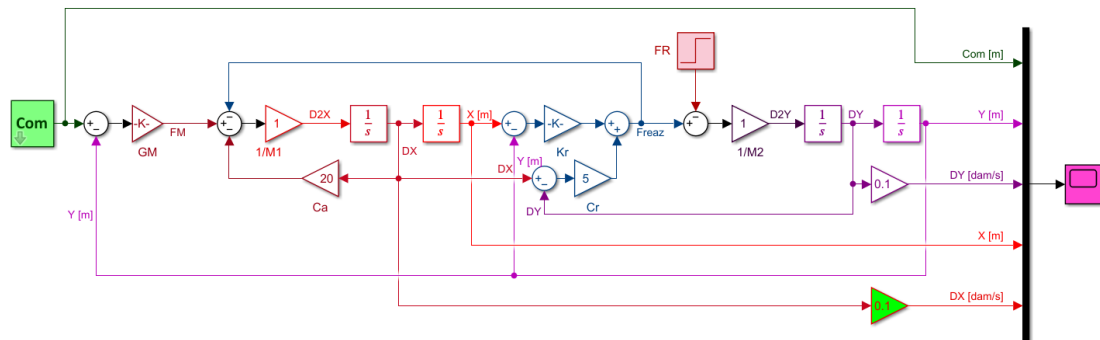 FR
Com [m]
Com
-K-
FM
GM
1
D2X
1/M1
1
s
DX
1
s
X [m]
-K-
Kr
Freaz
1
D2Y
1/M2
1
s
DY
1
s
Y [m]
20
Ca
DX
Y [m]
5
Cr
DY
0.1
DY [dam/s]
Y [m]
X [m]
0.1
DX [dam/s]